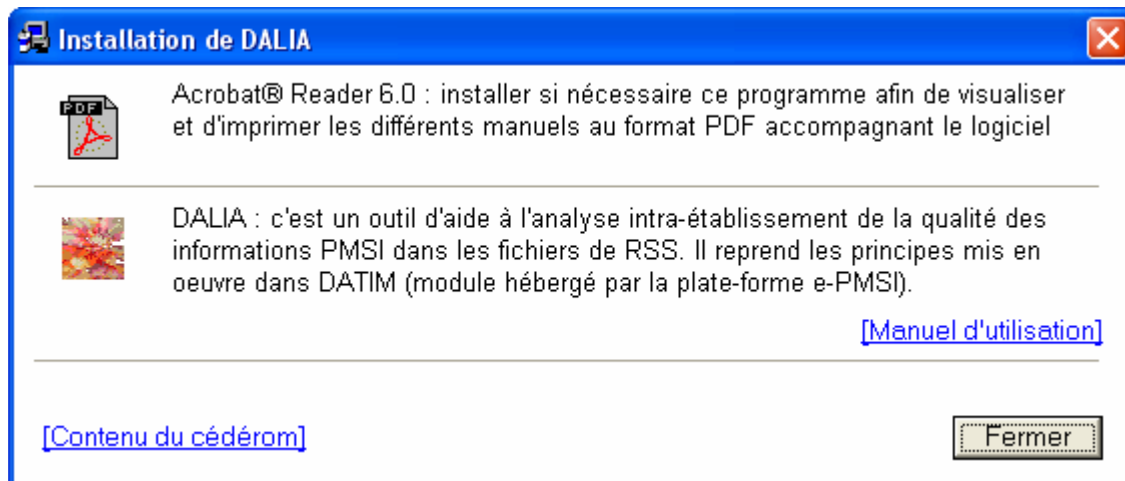 Installation de DALIA
PDF
Acrobat® Reader 6.0 : installer si nécessaire ce programme afin de visualiser
et d'imprimer les différents manuels au format PDF accompagnant le logiciel
DALIA : c'est un outil d'aide à l'analyse intra-établissement de la qualité des
informations PMSI dans les fichiers de RSS. Il reprend les principes mis en
oeuvre dans DATIM (module hébergé par la plate-forme e-PMSI).
[Manuel d'utilisation]
[Contenu du cédérom]
Fermer